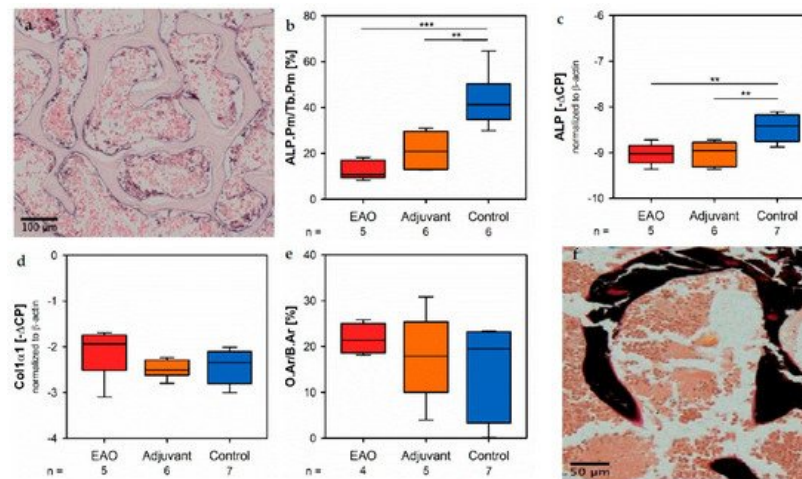 a
100 µm
b
ALP.Pm/Tb.Pm [%]
80
60
40
20
0
***
**
EAO Adjuvant Control
n = 5 6 6
c
ALP [-ΔCP]
normalized to β-actin
-6
-7
-8
-9
-10
**
**
EAO Adjuvant Control
n = 5 6 7
d
Col1α1 [-ΔCP]
normalized to β-actin
0
-1
-2
-3
-4
EAO Adjuvant Control
n = 5 6 7
e
O.Ar/B.Ar [%]
40
30
20
10
0
EAO Adjuvant Control
n = 4 5 7
f
50 µm